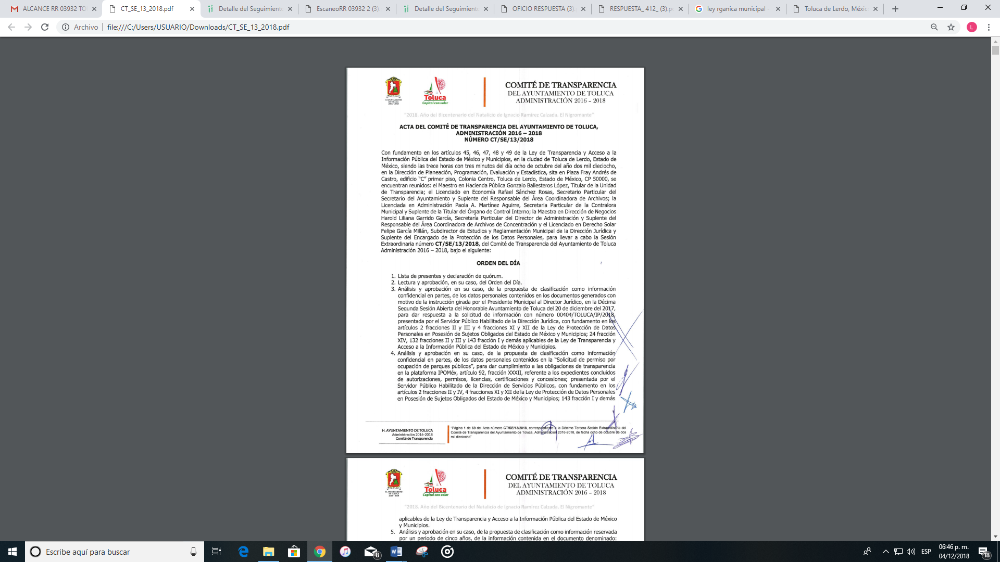 ALCANCE RR 03932 TO
CT_SE_13_2018.pdf
Detalle del Seguimiento
EscaneoRR 03932 2 (3).
Detalle del Seguimiento
OFICIO RESPUESTA (3)
RESPUESTA_ 412_ (3).p
ley rganica municipal -
Toluca de Lerdo, Méxic
Archivo
file:///C:/Users/USUARIO/Downloads/CT_SE_13_2018.pdf
L
H. AYUNTAMIENTO
DE TOLUCA
2016 - 2018
Toluca
Capital con valor
COMITÉ DE TRANSPARENCIA
DEL AYUNTAMIENTO DE TOLUCA
ADMINISTRACIÓN 2016 – 2018
"2018. Año del Bicentenario del Natalicio de Ignacio Ramírez Calzada. El Nigromante"
ACTA DEL COMITÉ DE TRANSPARENCIA DEL AYUNTAMIENTO DE TOLUCA,
ADMINISTRACIÓN 2016 – 2018
NÚMERO CT/SE/13/2018
Con fundamento en los artículos 45, 46, 47, 48 y 49 de la Ley de Transparencia y Acceso a la
Información Pública del Estado de México y Municipios, en la ciudad de Toluca de Lerdo, Estado de
México, siendo las trece horas con tres minutos del día ocho de octubre del año dos mil dieciocho,
en la Dirección de Planeación, Programación, Evaluación y Estadística, sita en Plaza Fray Andrés de
Castro, edificio "C" primer piso, Colonia Centro, Toluca de Lerdo, Estado de México, CP 50000, se
encuentran reunidos: el Maestro en Hacienda Pública Gonzalo Ballesteros López, Titular de la Unidad
de Transparencia; el Licenciado en Economía Rafael Sánchez Rosas, Secretario Particular del
Secretario del Ayuntamiento y Suplente del Responsable del Área Coordinadora de Archivos; la
Licenciada en Administración Paola A. Martínez Aguirre, Secretaria Particular de la Contralora
Municipal y Suplente de la Titular del Órgano de Control Interno; la Maestra en Dirección de Negocios
Harold Liliana Garrido García, Secretaría Particular del Director de Administración y Suplente del
Responsable del Área Coordinadora de Archivos de Concentración y el Licenciado en Derecho Solar
Felipe García Millán, Subdirector de Estudios y Reglamentación Municipal de la Dirección Jurídica y
Suplente del Encargado de la Protección de los Datos Personales, para llevar a cabo la Sesión
Extraordinaria número CT/SE/13/2018, del Comité de Transparencia del Ayuntamiento de Toluca
Administración 2016 – 2018, bajo el siguiente:
ORDEN DEL DÍA
1. Lista de presentes y declaración de quórum.
2. Lectura y aprobación, en su caso, del Orden del Día.
3. Análisis y aprobación en su caso, de la propuesta de clasificación como información
confidencial en partes, de los datos personales contenidos en los documentos generados con
motivo de la instrucción girada por el Presidente Municipal al Director Jurídico, en la Décima
Segunda Sesión Abierta del Honorable Ayuntamiento de Toluca del 20 de diciembre del 2017,
para dar respuesta a la solicitud de información con número 00404/TOLUCA/IP/2018,
presentada por el Servidor Público Habilitado de la Dirección Jurídica, con fundamento en los
artículos 2 fracciones II y III y 4 fracciones XI y XII de la Ley de Protección de Datos
Personales en Posesión de Sujetos Obligados del Estado de México y Municipios; 24 fracción
XIV, 132 fracciones II y III y 143 fracción I y demás aplicables de la Ley de Transparencia y
Acceso a la Información Pública del Estado de México y Municipios.
4. Análisis y aprobación en su caso, de la propuesta de clasificación como información
confidencial en partes, de los datos personales contenidos en la "Solicitud de permiso por
ocupación de parques públicos", para dar cumplimiento a las obligaciones de transparencia
en la plataforma IPOMéx, artículo 92, fracción XXXII, referente a los expedientes concluidos
de autorizaciones, permisos, licencias, certificaciones y concesiones; presentada por el
Servidor Público Habilitado de la Dirección de Servicios Públicos, con fundamento en los
artículos 2 fracciones II y IV, 4 fracciones XI y XII de la Ley de Protección de Datos Personales
en Posesión de Sujetos Obligados del Estado de México y Municipios; 143 fracción I y demás
H. AYUNTAMIENTO DE TOLUCA
Administración 2016-2018
Comité de Transparencia
"Página 1 de 69 del Acta número CT/SE/13/2018, correspondiente a la Décimo Tercera Sesión Extraordinaria del
Comité de Transparencia del Ayuntamiento de Toluca, Administración 2016-2018, de fecha ocho de octubre de dos
mil dieciocho"
H. AYUNTAMIENTO
DE TOLUCA
2016 - 2018
Toluca
Capital con valor
COMITÉ DE TRANSPARENCIA
DEL AYUNTAMIENTO DE TOLUCA
ADMINISTRACIÓN 2016 – 2018
"2018. Año del Bicentenario del Natalicio de Ignacio Ramírez Calzada. El Nigromante"
aplicables de la Ley de Transparencia y Acceso a la Información Pública del Estado de México
y Municipios.
5. Análisis y aprobación en su caso, de la propuesta de clasificación como información reservada
por un periodo de cinco años, de la información contenida en el documento denominado:
Escribe aquí para buscar
8
ESP
06:46 p. m.
04/12/2018
18